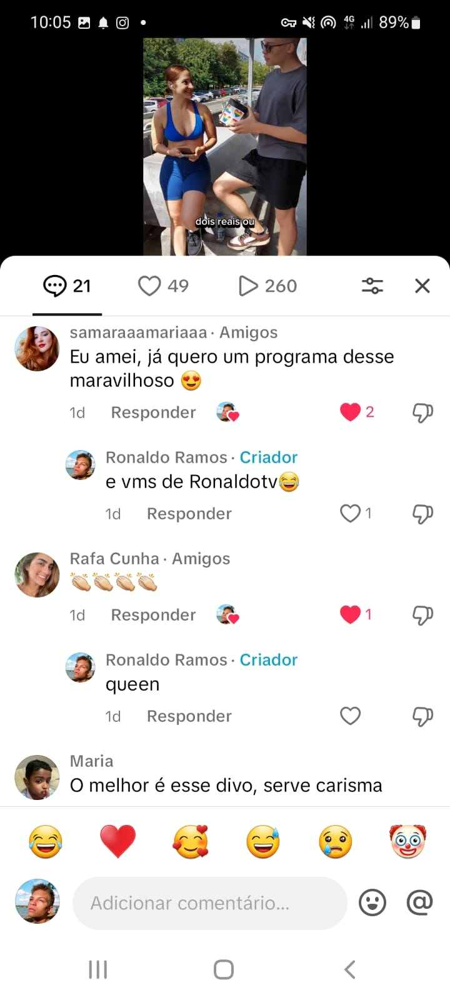 10:05
4G
89%
dois reais ou
21
49
260
samaraaamariaaa · Amigos
Eu amei, já quero um programa desse
maravilhoso 😍
1d Responder 2
Ronaldo Ramos · Criador
e vms de Ronaldotv😂
1d Responder 1
Rafa Cunha · Amigos
👏🏼👏🏼👏🏼👏🏼
1d Responder 1
Ronaldo Ramos · Criador
queen
1d Responder
Maria
O melhor é esse divo, serve carisma
Adicionar comentário...